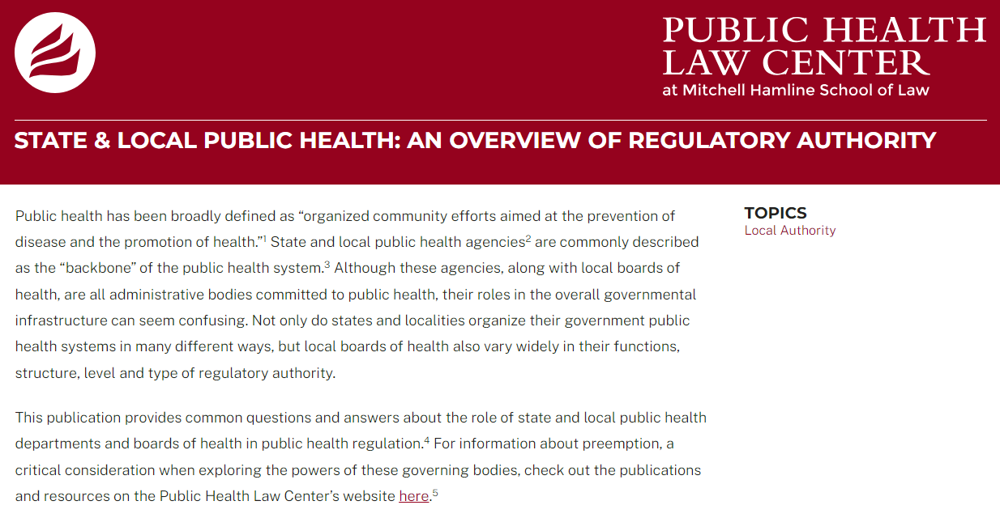 PUBLIC HEALTH
LAW CENTER
at Mitchell Hamline School of Law
STATE & LOCAL PUBLIC HEALTH: AN OVERVIEW OF REGULATORY AUTHORITY
Public health has been broadly defined as “organized community efforts aimed at the prevention of
disease and the promotion of health.”¹ State and local public health agencies² are commonly described
as the “backbone” of the public health system.³ Although these agencies, along with local boards of
health, are all administrative bodies committed to public health, their roles in the overall governmental
infrastructure can seem confusing. Not only do states and localities organize their government public
health systems in many different ways, but local boards of health also vary widely in their functions,
structure, level and type of regulatory authority.
This publication provides common questions and answers about the role of state and local public health
departments and boards of health in public health regulation.⁴ For information about preemption, a
critical consideration when exploring the powers of these governing bodies, check out the publications
and resources on the Public Health Law Center’s website here.⁵
TOPICS
Local Authority